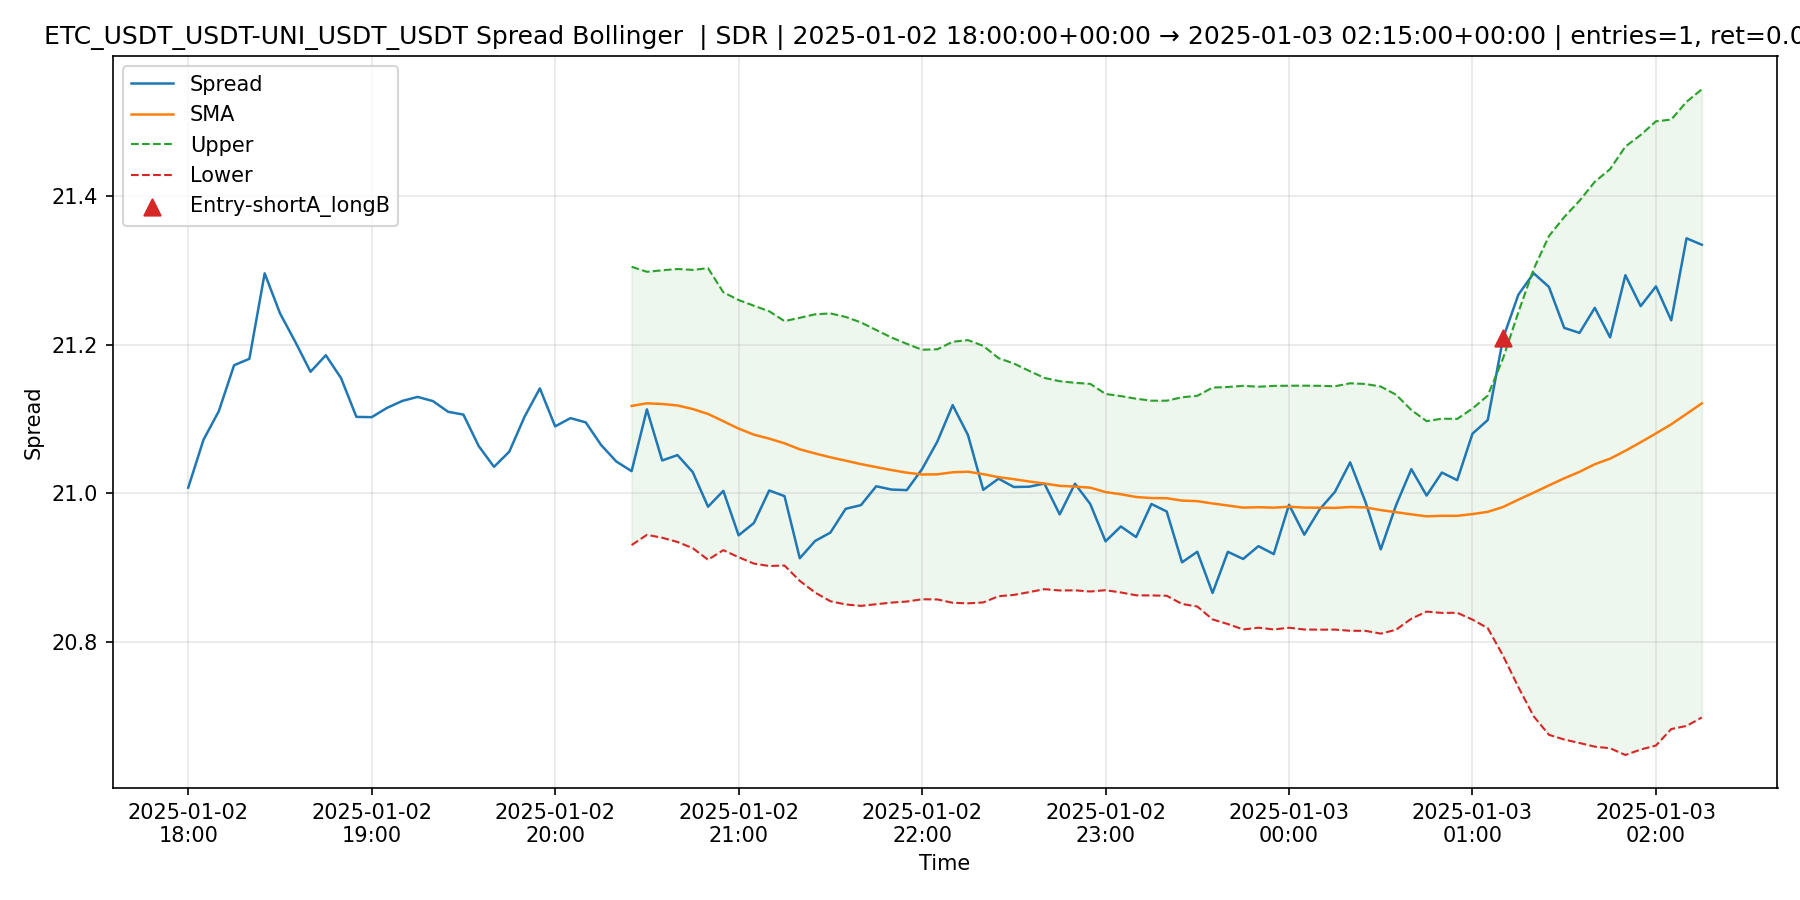 ETC_USDT_USDT-UNI_USDT_USDT Spread Bollinger | SDR | 2025-01-02 18:00:00+00:00 → 2025-01-03 02:15:00+00:00 | entries=1, ret=0.0
Spread
SMA
Upper
Lower
Entry-shortA_longB
21.4
21.2
21.0
20.8
Spread
2025-01-02
18:00
2025-01-02
19:00
2025-01-02
20:00
2025-01-02
21:00
2025-01-02
22:00
2025-01-02
23:00
2025-01-03
00:00
2025-01-03
01:00
2025-01-03
02:00
Time